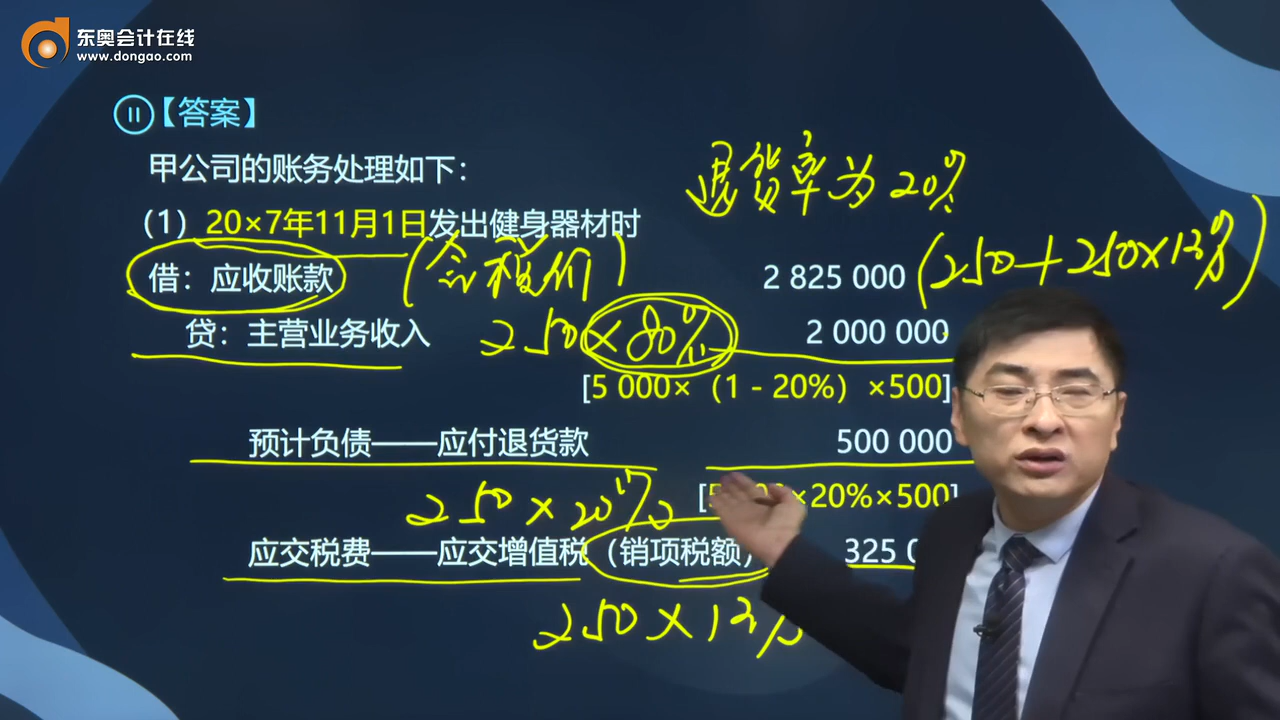 东奥会计在线
www.dongao.com
⑪【答案】
甲公司的账务处理如下：
退货率为20%
（1）20×7年11月1日发出健身器材时
借：应收账款 (含税价) 2 825 000 (250+250×13%)
贷：主营业务收入 250×80% 2 000 000
[5 000×（1 - 20%）×500]
预计负债——应付退货款 500 000
250×20% ×20%×500]
应交税费——应交增值税（销项税额） 325
250×13%